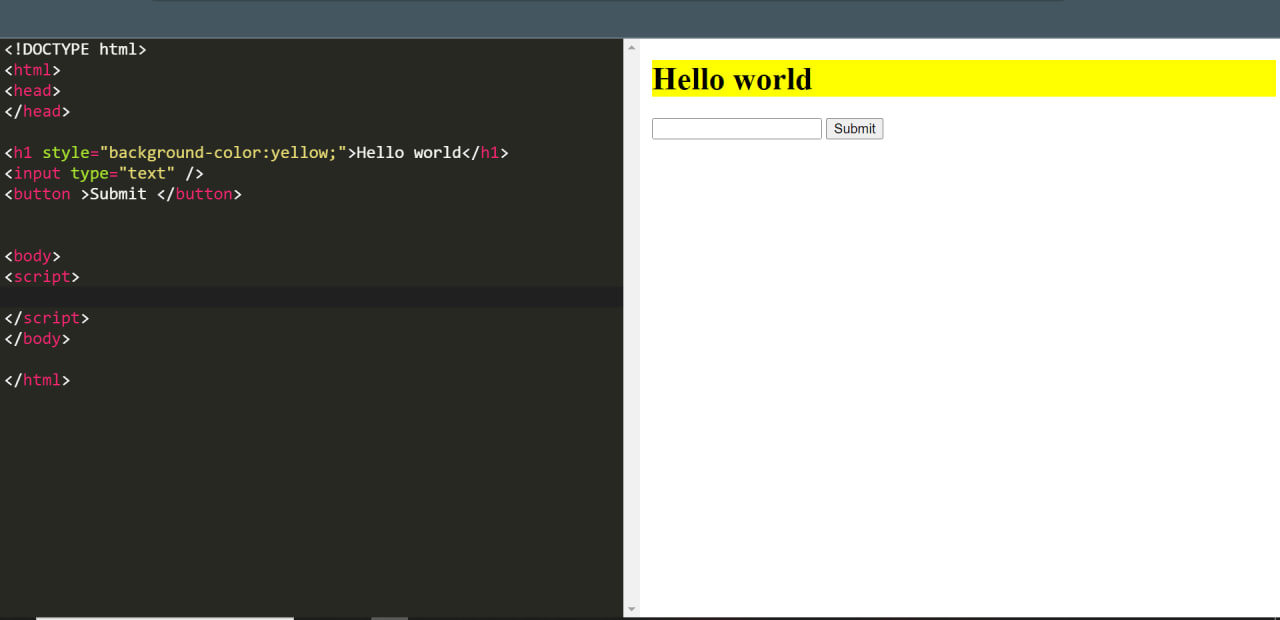 <!DOCTYPE html>
<html>
<head>
</head>
<h1 style="background-color:yellow;">Hello world</h1>
<input type="text" />
<button >Submit </button>
<body>
<script>
</script>
</body>
</html>
Hello world
Submit